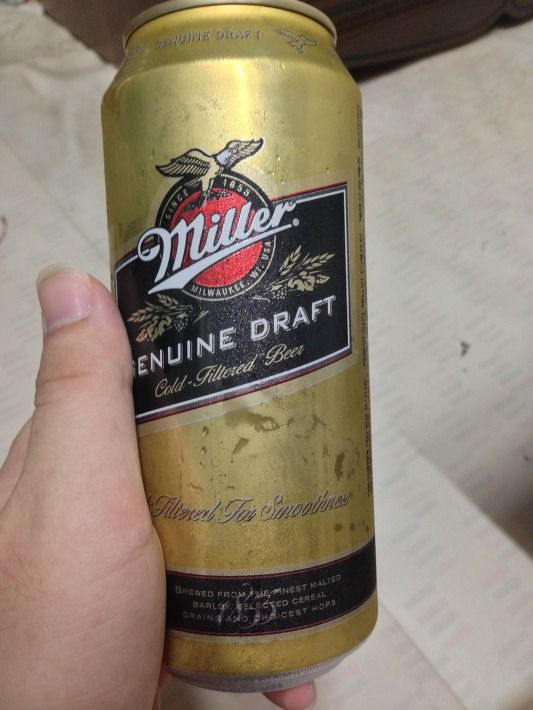 GENUINE DRAFT
SINCE 1855
Miller®
MILWAUKEE, WI, USA
GENUINE DRAFT
Cold-Filtered Beer
Filtered For Smoothness
BREWED FROM THE FINEST MALTED
BARLEY SELECTED CEREAL
GRAINS AND CHOICEST HOPS